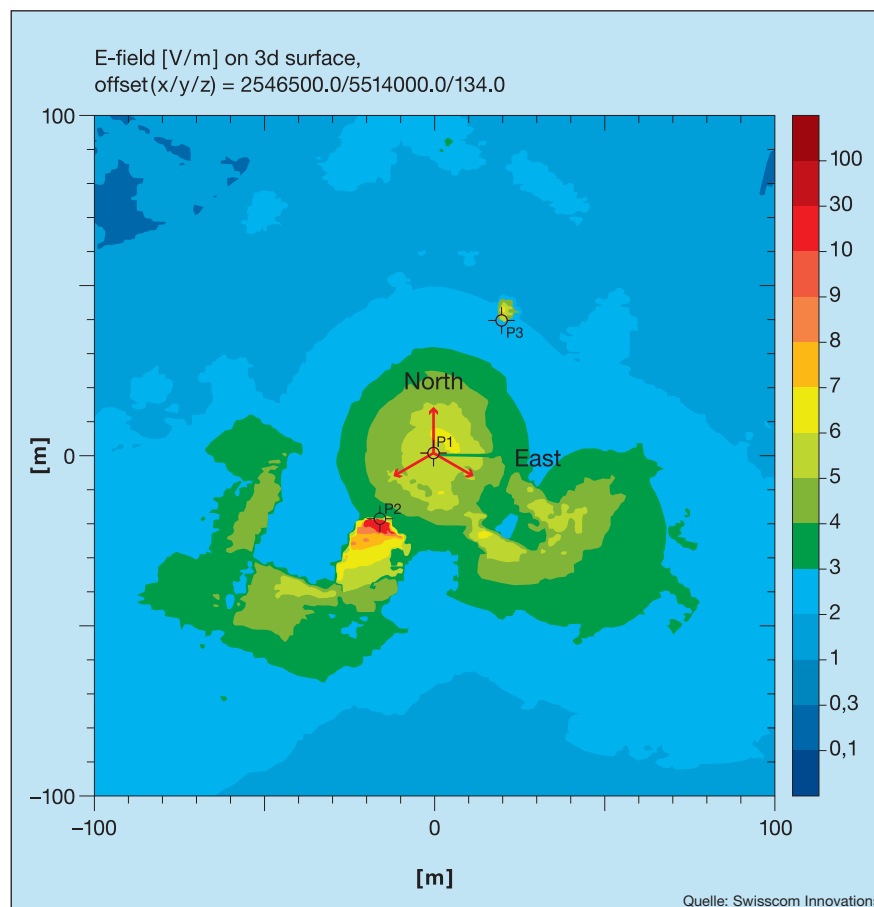 E-field [V/m] on 3d surface,
offset(x/y/z) = 2546500.0/5514000.0/134.0
100
100
30
10
9
8
7
6
5
4
3
2
1
0,3
0,1
P3
North
P1
[m]
0
East
P2
–100
–100
0
100
[m]
Quelle: Swisscom Innovations